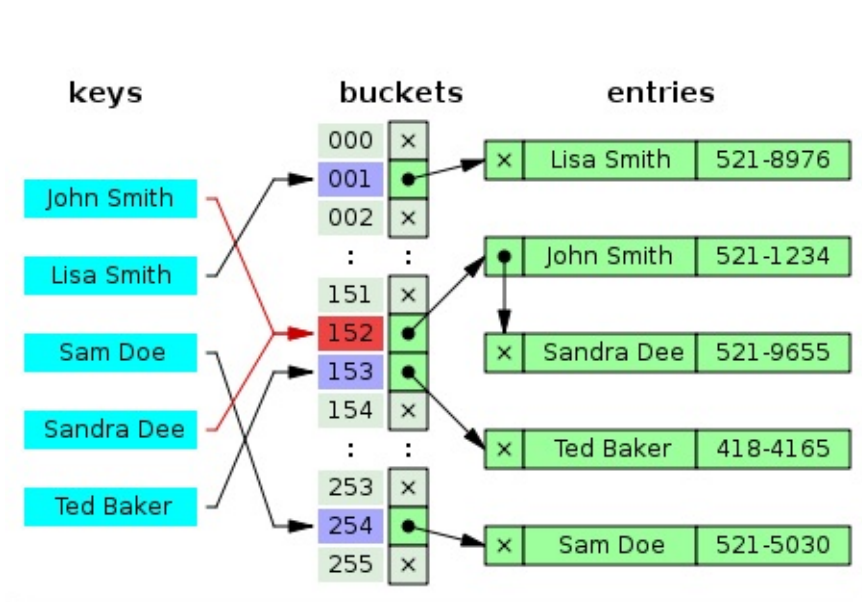 keys
buckets
entries
John Smith
Lisa Smith
Sam Doe
Sandra Dee
Ted Baker
000 ×
001
002 ×
: :
151 ×
152
153
154 ×
: :
253 ×
254
255 ×
× Lisa Smith 521-8976
John Smith 521-1234
× Sandra Dee 521-9655
× Ted Baker 418-4165
× Sam Doe 521-5030